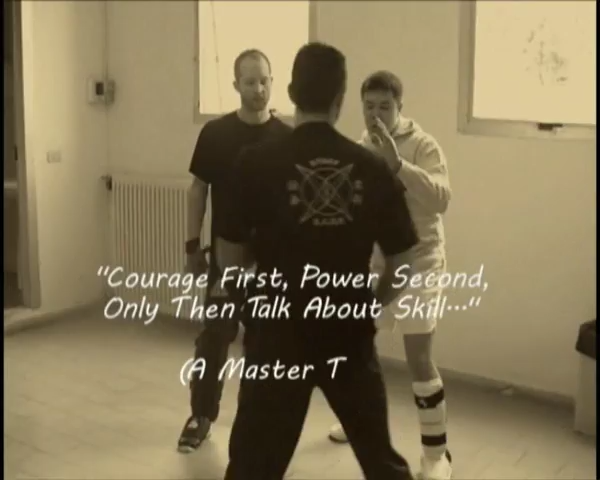 "Courage First, Power Second,
Only Then Talk About Skill..."
(A Master T